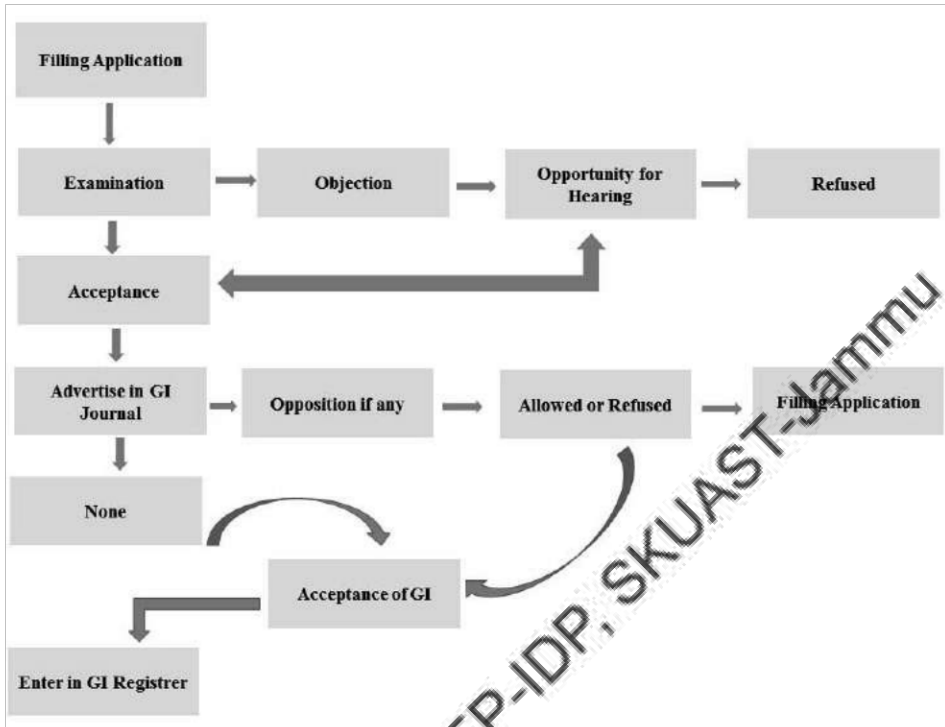 Filling Application
Examination
Objection
Opportunity for
Hearing
Refused
Acceptance
Advertise in GI
Journal
Opposition if any
Allowed or Refused
Filling Application
None
Acceptance of GI
Enter in GI Registrer
EP-IDP, SKUAST-Jammu